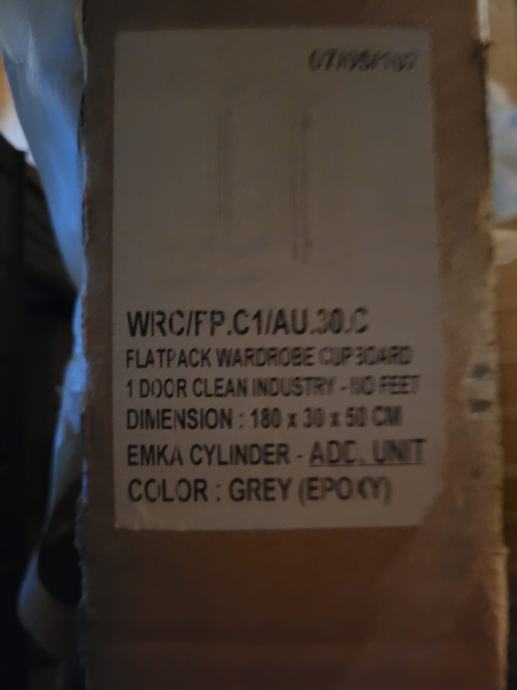 WRC/FP.C1/AU.30.C
FLATPACK WARDROBE CUPBOARD
1 DOOR CLEAN INDUSTRY - NO FEET
DIMENSION : 180 x 30 x 50 CM
EMKA CYLINDER - ADD. UNIT
COLOR : GREY (EPOXY)